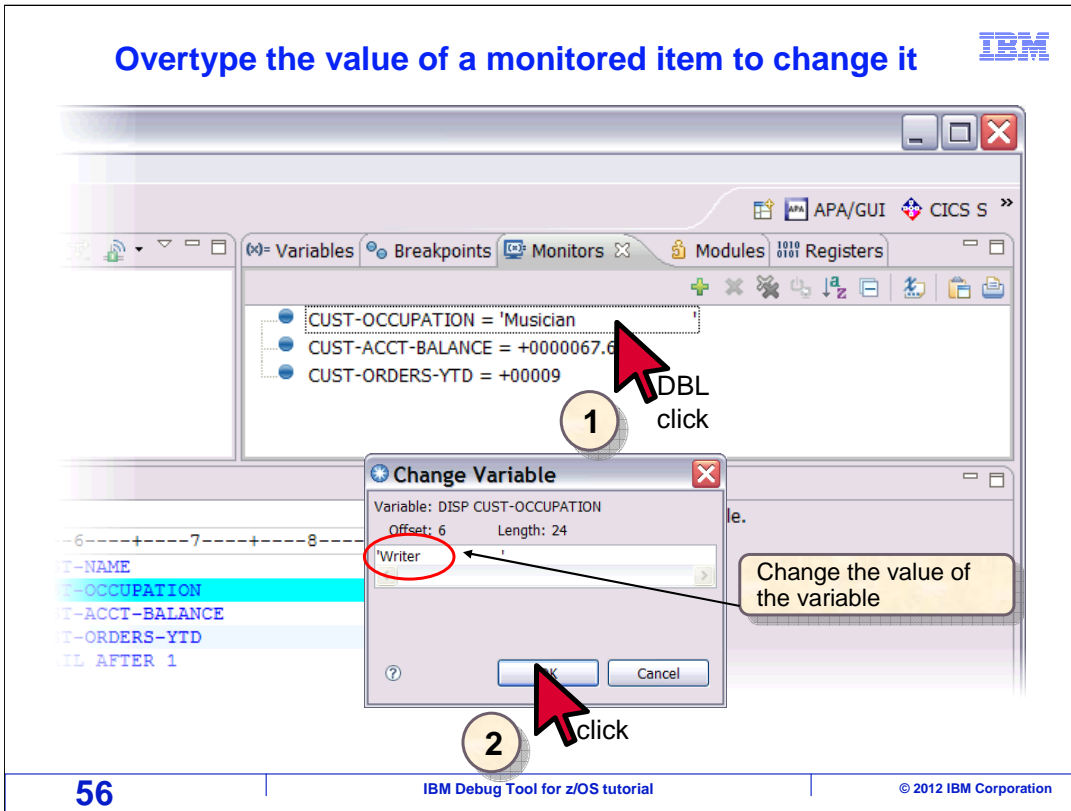 Overtype the value of a monitored item to change it
IBM
APA APA/GUI CICS S »
(x)= Variables Breakpoints Monitors Modules 1010 0101 Registers
CUST-OCCUPATION = 'Musician '
CUST-ACCT-BALANCE = +0000067.6
CUST-ORDERS-YTD = +00009
DBL
click
1
Change Variable
Variable: DISP CUST-OCCUPATION
Offset: 6 Length: 24
'Writer '
le.
--6----+----7----+----8----
T-NAME
T-OCCUPATION
T-ACCT-BALANCE
T-ORDERS-YTD
IL AFTER 1
Change the value of
the variable
OK Cancel
2
click
56
IBM Debug Tool for z/OS tutorial
© 2012 IBM Corporation